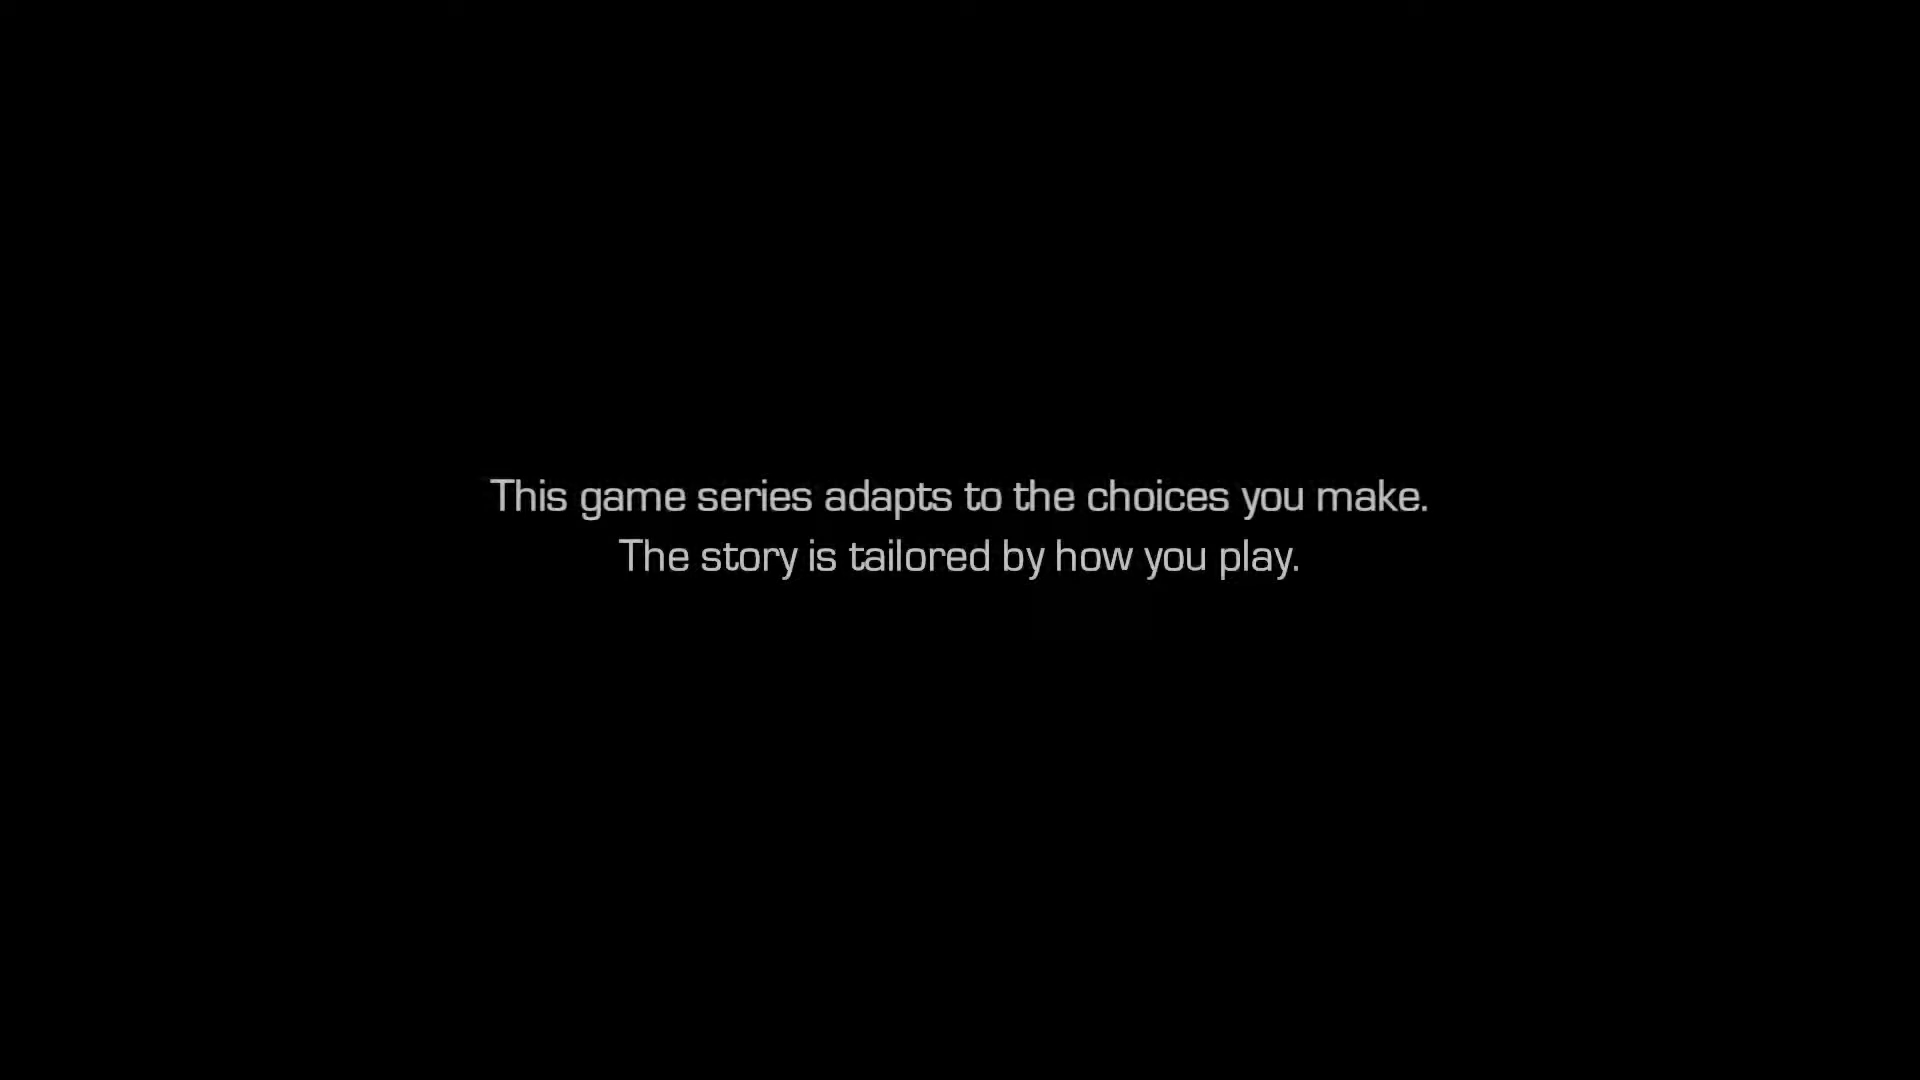 This game series adapts to the choices you make.
The story is tailored by how you play.